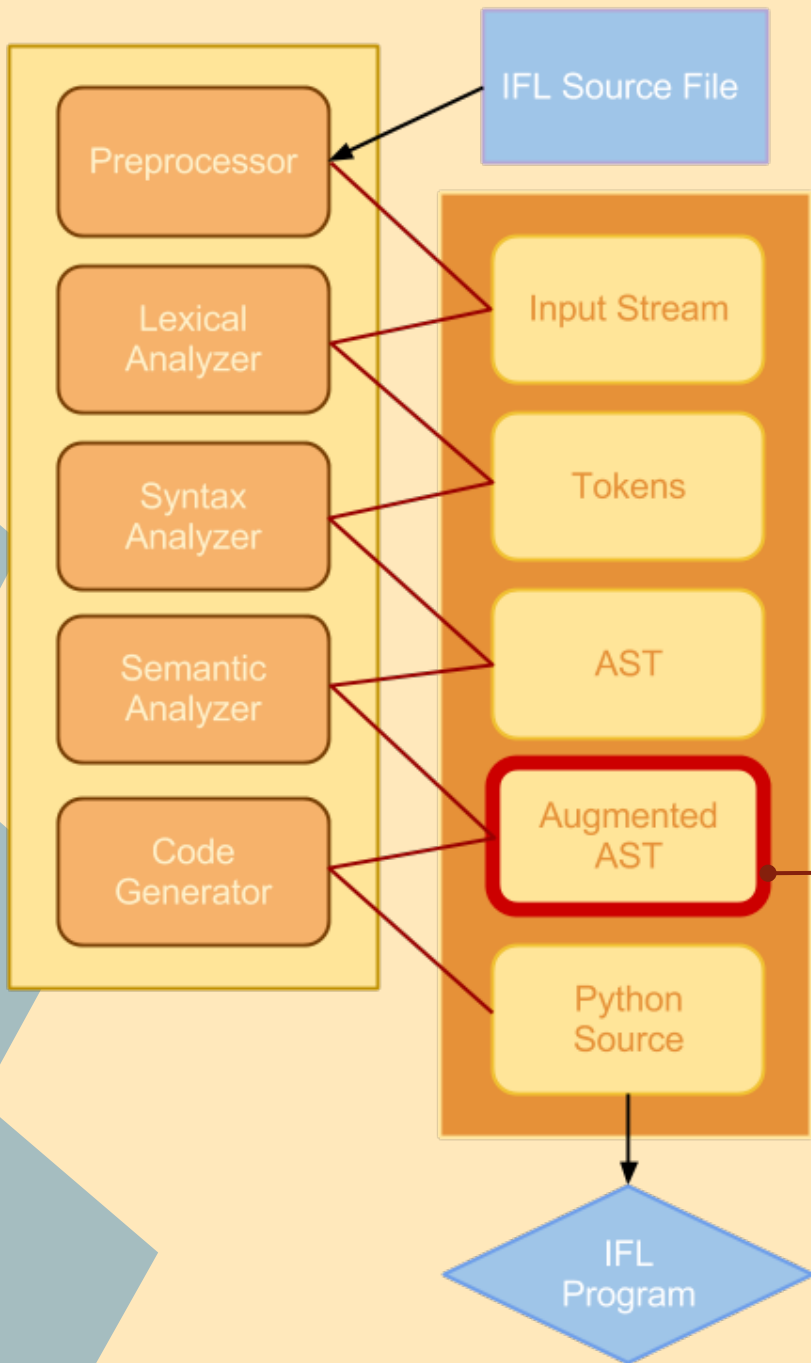 IFL Source File
Preprocessor
Input Stream
Lexical
Analyzer
Tokens
Syntax
Analyzer
AST
Semantic
Analyzer
Augmented
AST
Code
Generator
Python
Source
IFL
Program